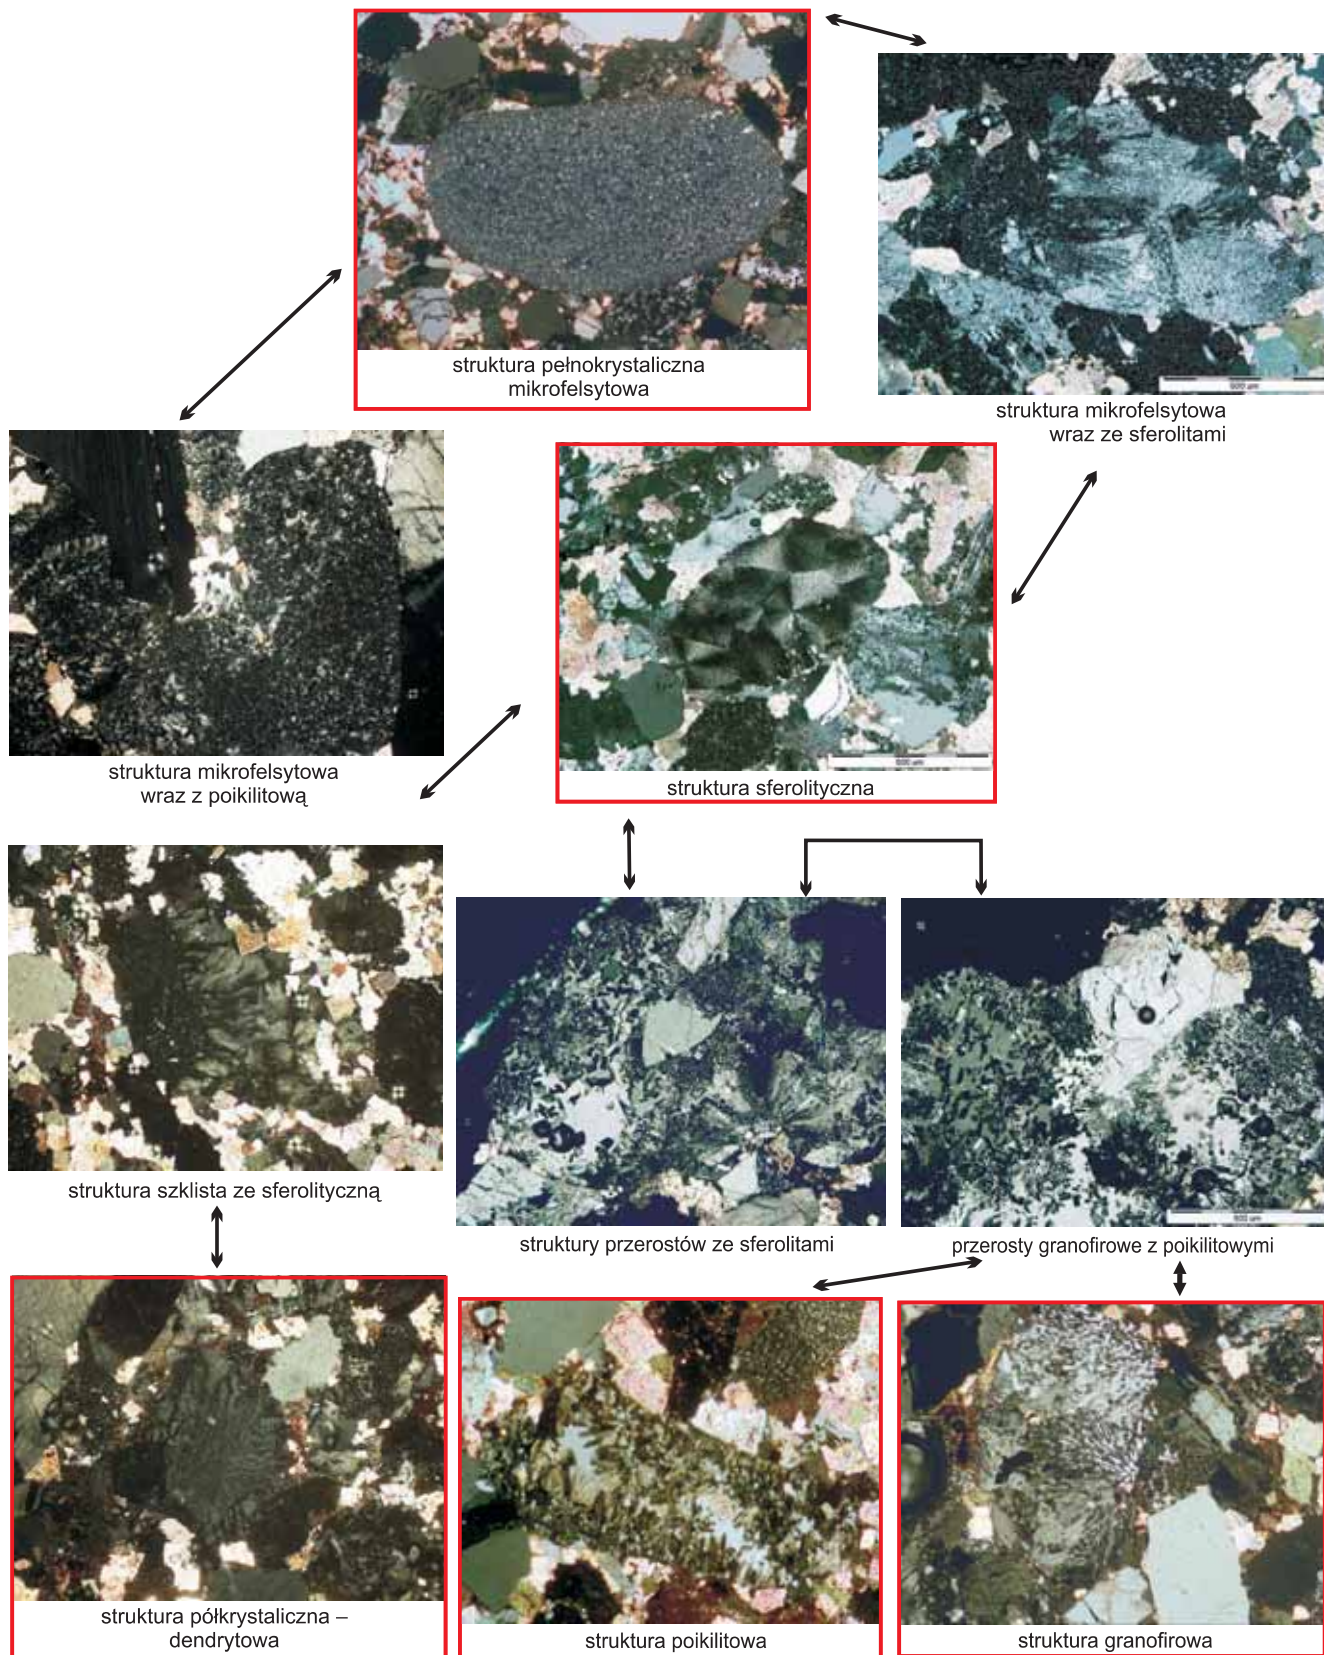 struktura pełnokrystaliczna
mikrofelsytowa
struktura mikrofelsytowa
wraz ze sferolitami
struktura mikrofelsytowa
wraz z poikilitową
struktura sferolityczna
struktura szklista ze sferolityczną
struktury przerostów ze sferolitami
przerosty granofirowe z poikilitowymi
struktura półkrystaliczna –
dendrytowa
struktura poikilitowa
struktura granofirowa